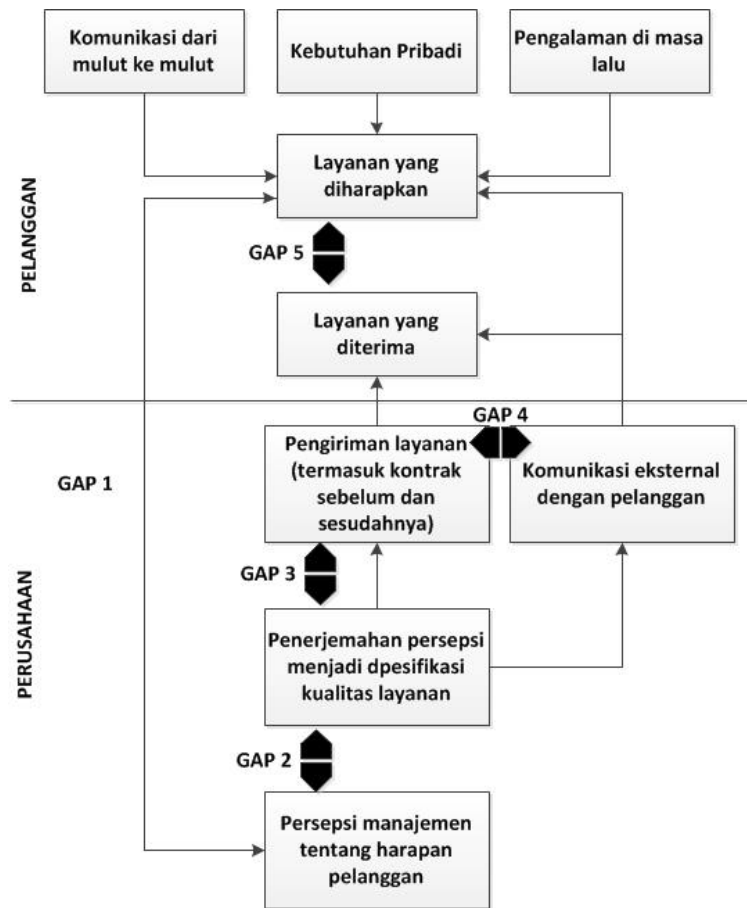 Komunikasi dari
mulut ke mulut
Kebutuhan Pribadi
Pengalaman di masa
lalu
PELANGGAN
Layanan yang
diharapkan
GAP 5
Layanan yang
diterima
PERUSAHAAN
GAP 1
GAP 4
Pengiriman layanan
(termasuk kontrak
sebelum dan
sesudahnya)
Komunikasi eksternal
dengan pelanggan
GAP 3
Penerjemahan persepsi
menjadi dpesifikasi
kualitas layanan
GAP 2
Persepsi manajemen
tentang harapan
pelanggan